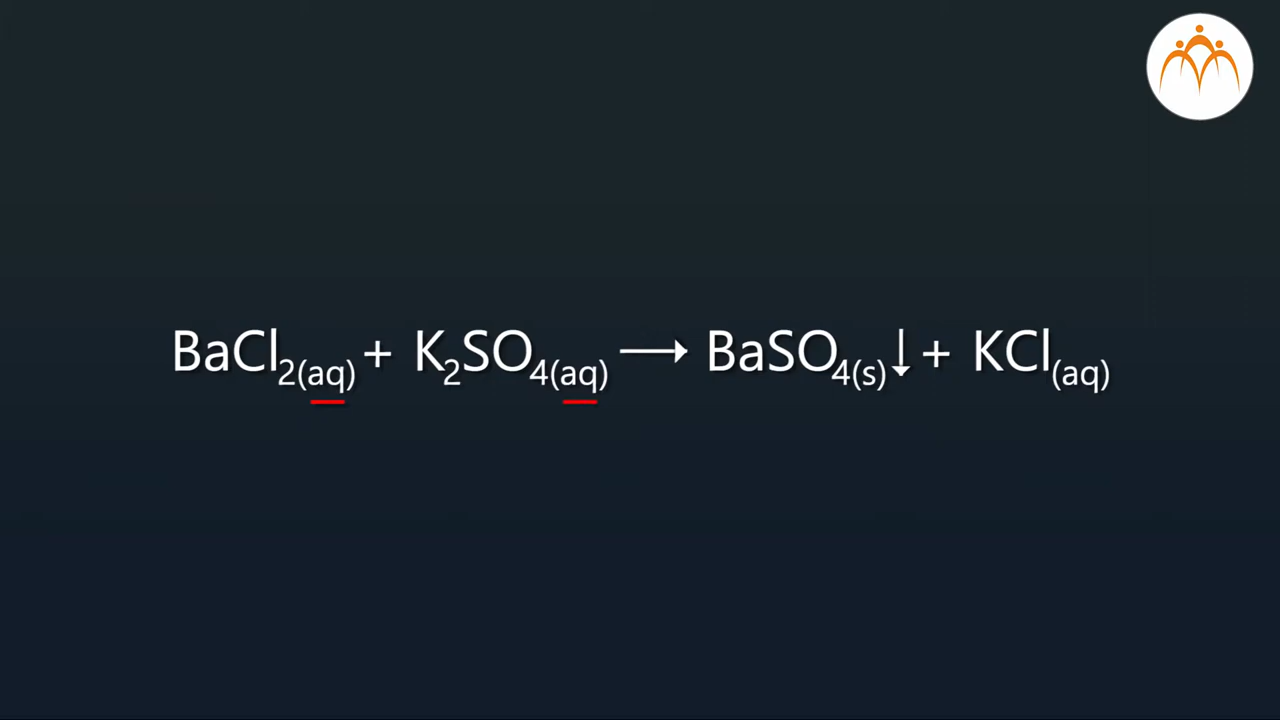 BaCl₂(aq) + K₂SO₄(aq) ⟶ BaSO₄(s)↓ + KCl(aq)